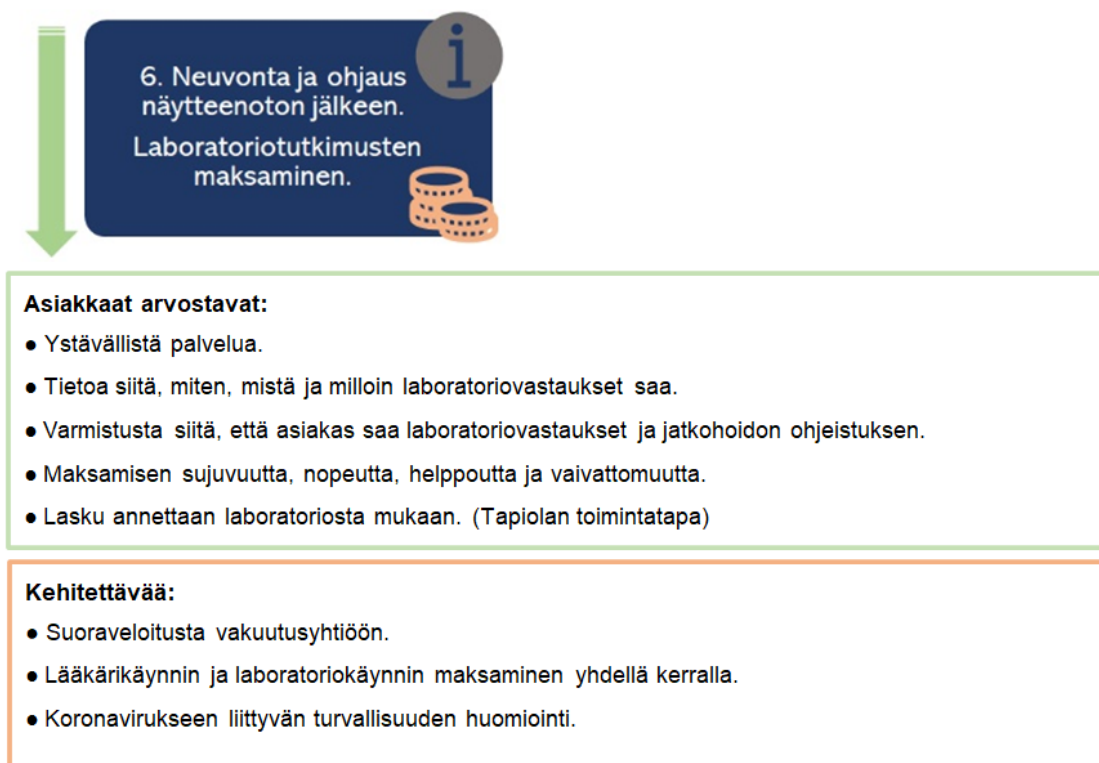 i
6. Neuvonta ja ohjaus
näytteenoton jälkeen.
Laboratoriotutkimusten
maksaminen.
Asiakkaat arvostavat:
● Ystävällistä palvelua.
● Tietoa siitä, miten, mistä ja milloin laboratoriovastaukset saa.
● Varmistusta siitä, että asiakas saa laboratoriovastaukset ja jatkohoidon ohjeistuksen.
● Maksamisen sujuvuutta, nopeutta, helppoutta ja vaivattomuutta.
● Lasku annettaan laboratoriosta mukaan. (Tapiolan toimintatapa)
Kehitettävää:
● Suoraveloitusta vakuutusyhtiöön.
● Lääkärikäynnin ja laboratoriokäynnin maksaminen yhdellä kerralla.
● Koronavirukseen liittyvän turvallisuuden huomiointi.